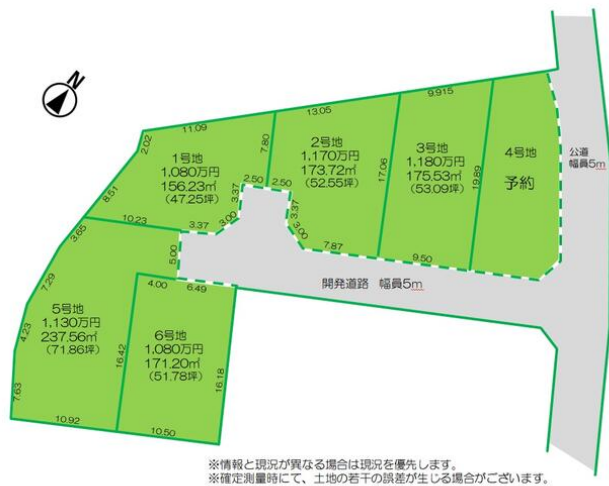 N
11.09
13.05
9.915
2.02
8.51
1号地
1,080万円
156.23㎡
(47.25坪)
7.80
2号地
1,170万円
173.72㎡
(52.55坪)
17.06
3号地
1,180万円
175.53㎡
(53.09坪)
19.89
4号地
予約
公道
幅員5m
2.50
2.50
3.37
3.37
3.00
3.00
10.23
3.37
7.87
9.50
3.65
5.00
開発道路 幅員5m
7.29
4.00
6.49
5号地
1,130万円
237.56㎡
(71.86坪)
4.23
7.63
16.42
6号地
1,080万円
171.20㎡
(51.78坪)
16.18
10.92
10.50
※情報と現況が異なる場合は現況を優先します。
※確定測量時にて、土地の若干の誤差が生じる場合がございます。